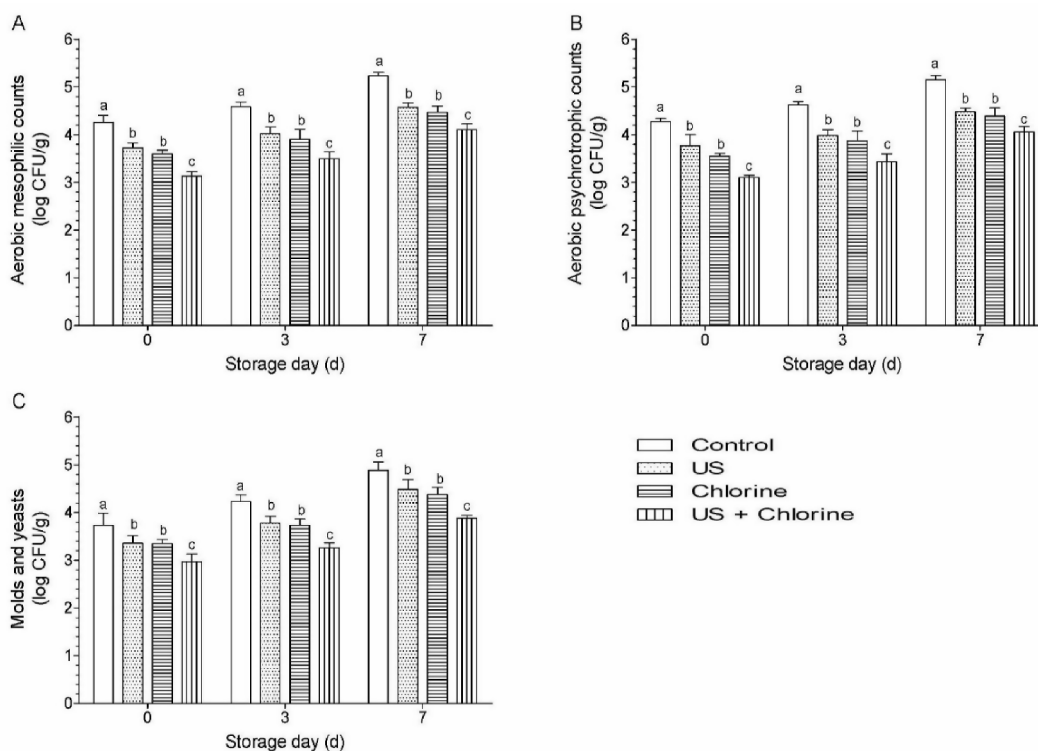 A
Aerobic mesophilic counts
(log CFU/g)
6
5
4
3
2
1
0
a
b
b
c
a
b
b
c
a
b
b
c
0
3
7
Storage day (d)
B
Aerobic psychrotrophic counts
(log CFU/g)
6
5
4
3
2
1
0
a
b
b
c
a
b
b
c
a
b
b
c
0
3
7
Storage day (d)
C
Molds and yeasts
(log CFU/g)
6
5
4
3
2
1
0
a
b
b
c
a
b
b
c
a
b
b
c
0
3
7
Storage day (d)
Control
US
Chlorine
US + Chlorine